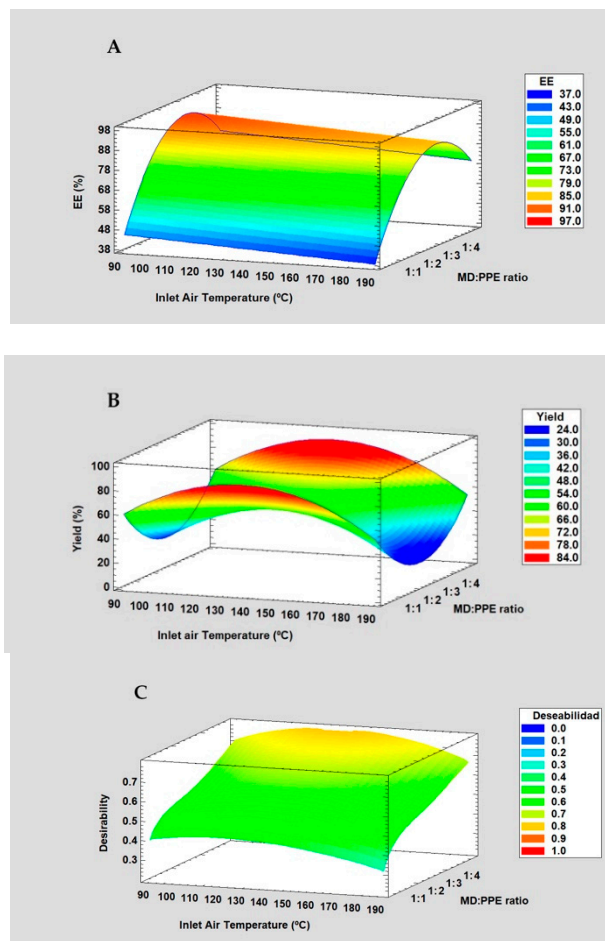 A
EE
37.0
43.0
49.0
55.0
61.0
67.0
73.0
79.0
85.0
91.0
97.0
EE (%)
98
88
78
68
58
48
38
90 100 110 120 130 140 150 160 170 180 190
Inlet Air Temperature (ºC)
1:1 1:2 1:3 1:4
MD:PPE ratio
B
Yield
24.0
30.0
36.0
42.0
48.0
54.0
60.0
66.0
72.0
78.0
84.0
Yield (%)
100
80
60
40
20
0
90 100 110 120 130 140 150 160 170 180 190
Inlet air Temperature (ºC)
1:1 1:2 1:3 1:4
MD:PPE ratio
C
Deseabilidad
0.0
0.1
0.2
0.3
0.4
0.5
0.6
0.7
0.8
0.9
1.0
Desirability
0.7
0.6
0.5
0.4
0.3
90 100 110 120 130 140 150 160 170 180 190
Inlet Air Temperature (ºC)
1:1 1:2 1:3 1:4
MD:PPE ratio